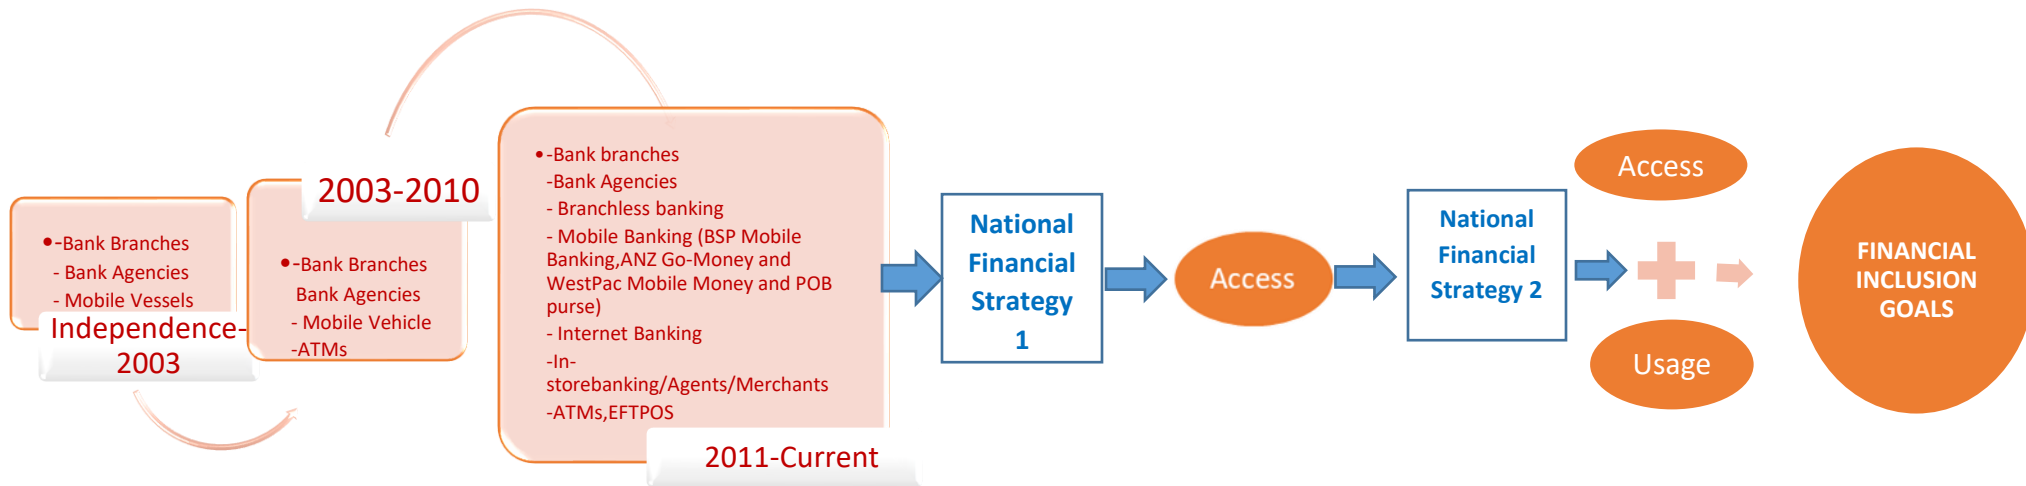 •-Bank Branches
- Bank Agencies
- Mobile Vessels
Independence-
2003
2003-2010
•-Bank Branches
Bank Agencies
- Mobile Vehicle
-ATMs
•-Bank branches
-Bank Agencies
- Branchless banking
- Mobile Banking (BSP Mobile
Banking,ANZ Go-Money and
WestPac Mobile Money and POB
purse)
- Internet Banking
-In-
storebanking/Agents/Merchants
-ATMs,EFTPOS
2011-Current
National
Financial
Strategy
1
Access
National
Financial
Strategy 2
Access
Usage
FINANCIAL
INCLUSION
GOALS